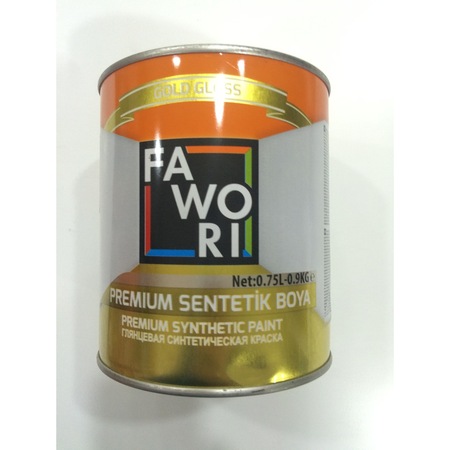 GOLD GLOSS
FA
WO
RI
Net:0.75L-0.9KG e
PREMIUM SENTETİK BOYA
PREMIUM SYNTHETIC PAINT
ГЛЯНЦЕВАЯ СИНТЕТИЧЕСКАЯ КРАСКА